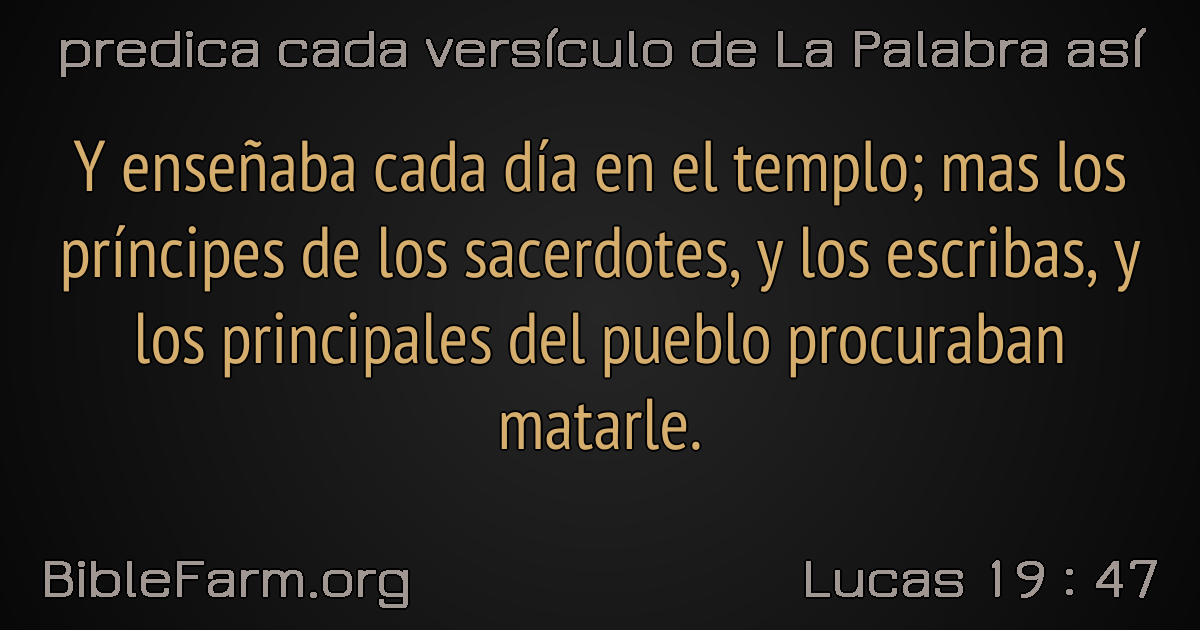 predica cada versículo de La Palabra así
Y enseñaba cada día en el templo; mas los
príncipes de los sacerdotes, y los escribas, y
los principales del pueblo procuraban
matarle.
BibleFarm.org
Lucas 19 : 47